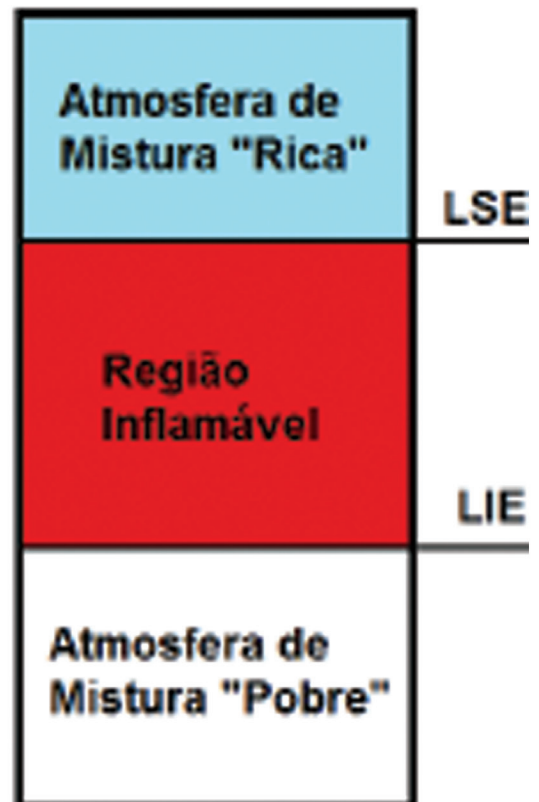 Atmosfera de
Mistura "Rica"
LSE
Região
Inflamável
LIE
Atmosfera de
Mistura "Pobre"